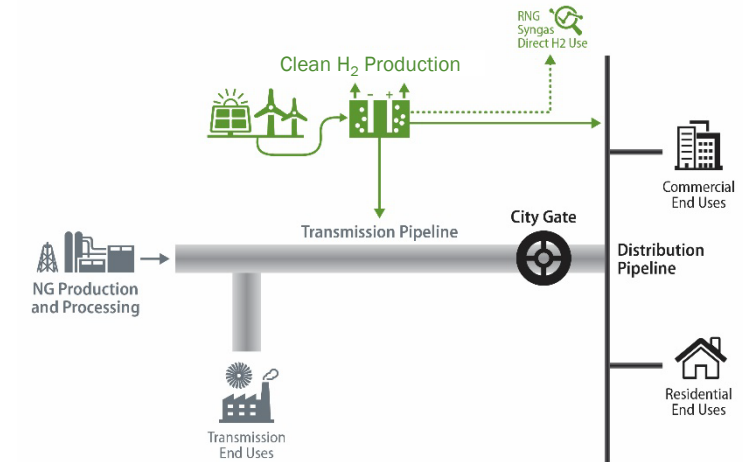 RNG
Syngas
Direct H2 Use
Clean H₂ Production
- +
Commercial
End Uses
City Gate
Transmission Pipeline
Distribution
Pipeline
NG Production
and Processing
Residential
End Uses
Transmission
End Uses